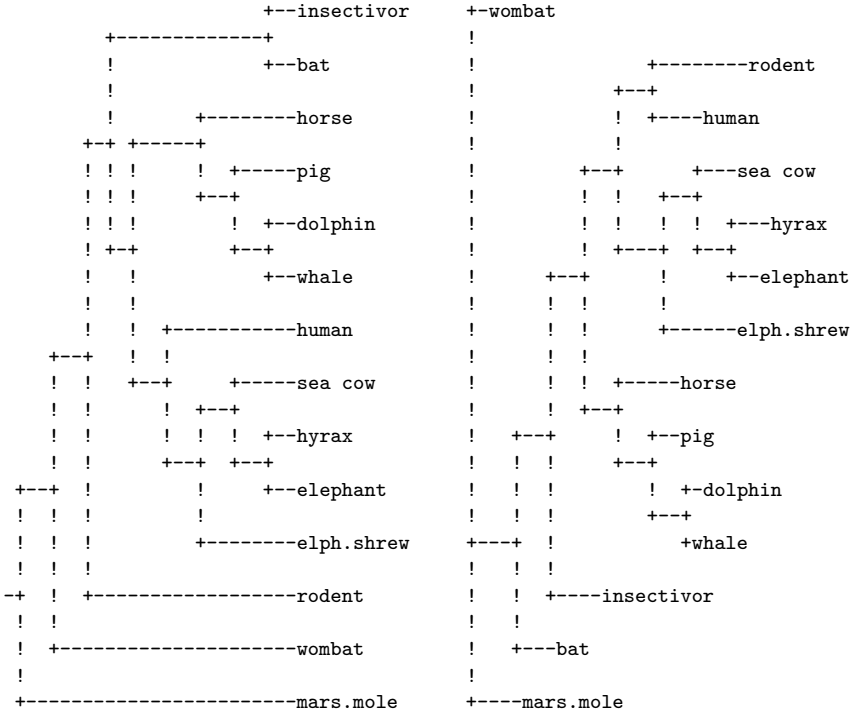 +--insectivor +-wombat
+--------------+ !
! +--bat ! +--------rodent
! ! +--+
! +---------horse ! ! +----human
+-+ +------+ ! !
! ! ! ! +-----pig ! +--+ +---sea cow
! ! ! +--+ ! ! ! +--+
! ! ! ! +--dolphin ! ! ! ! ! +---hyrax
! +-+ +--+ ! ! +----+ +--+
! ! +--whale ! +--+ ! +--elephant
! ! ! ! ! !
! ! +-----------human ! ! ! +------elph.shrew
+--+ ! ! ! ! !
! ! +--+ +-----sea cow ! ! ! +-----horse
! ! ! +--+ ! ! +--+
! ! ! ! ! +--hyrax ! +--+ ! +--pig
! ! +--+ +--+ ! ! ! +--+
+--+ ! ! +--elephant ! ! ! ! +-dolphin
! ! ! ! ! ! ! +--+
! ! ! +--------elph.shrew +---+ ! +whale
! ! ! ! ! !
-+ ! +------------------rodent ! ! +----insectivor
! ! ! !
! +----------------------wombat ! +---bat
! !
+-------------------------mars.mole +----mars.mole